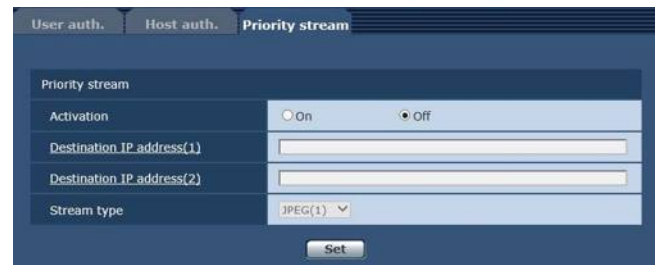 User auth. Host auth. Priority stream
Priority stream
Activation On Off
Destination IP address(1)
Destination IP address(2)
Stream type JPEG(1)
Set